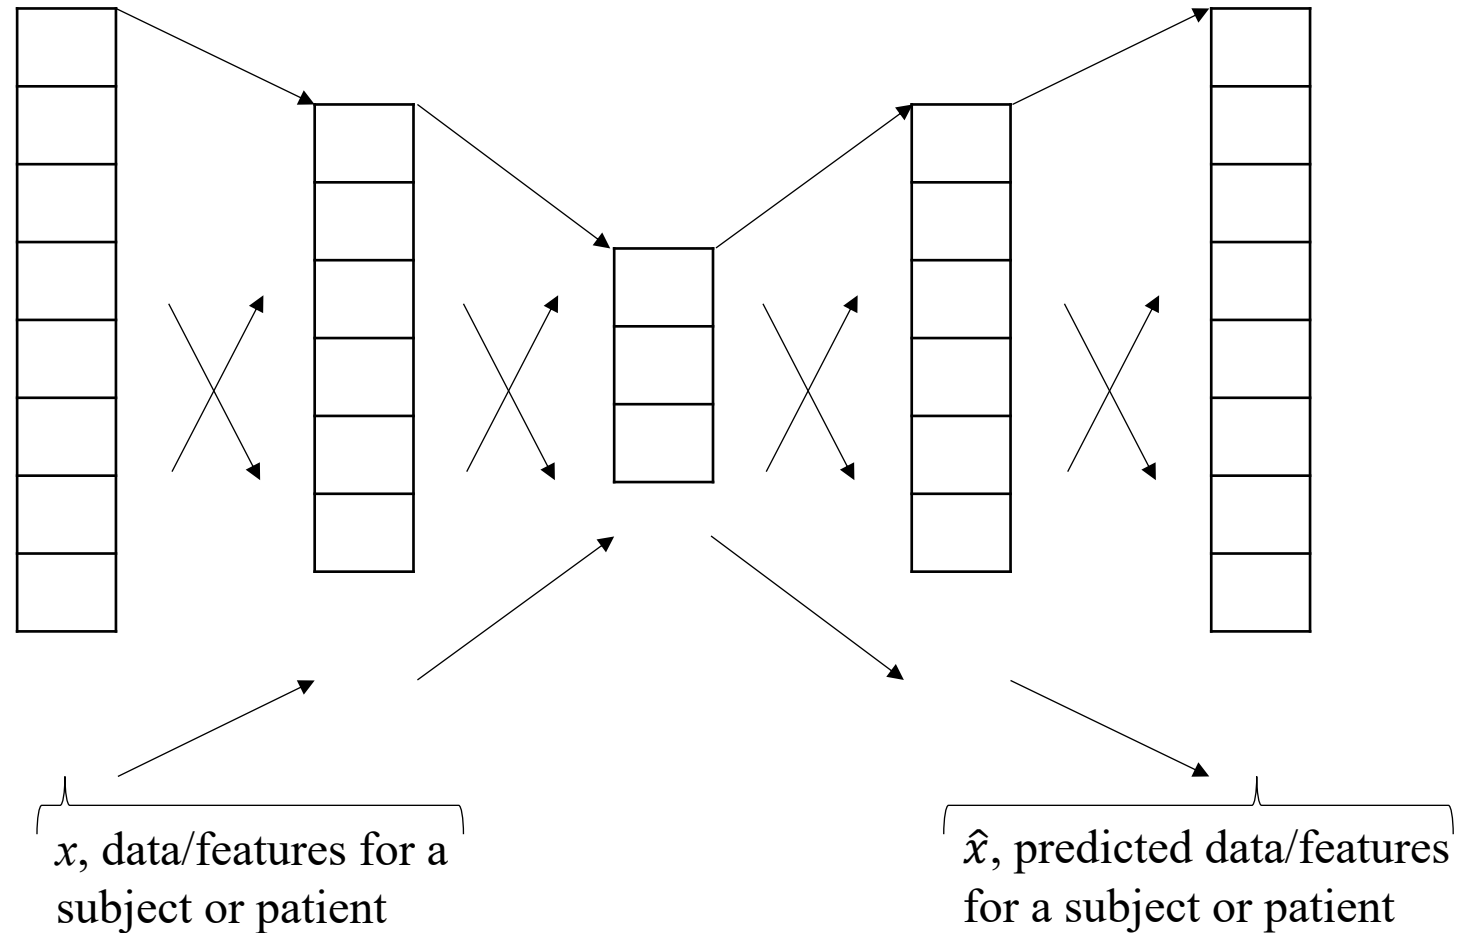 x, data/features for a
subject or patient
x̂, predicted data/features
for a subject or patient